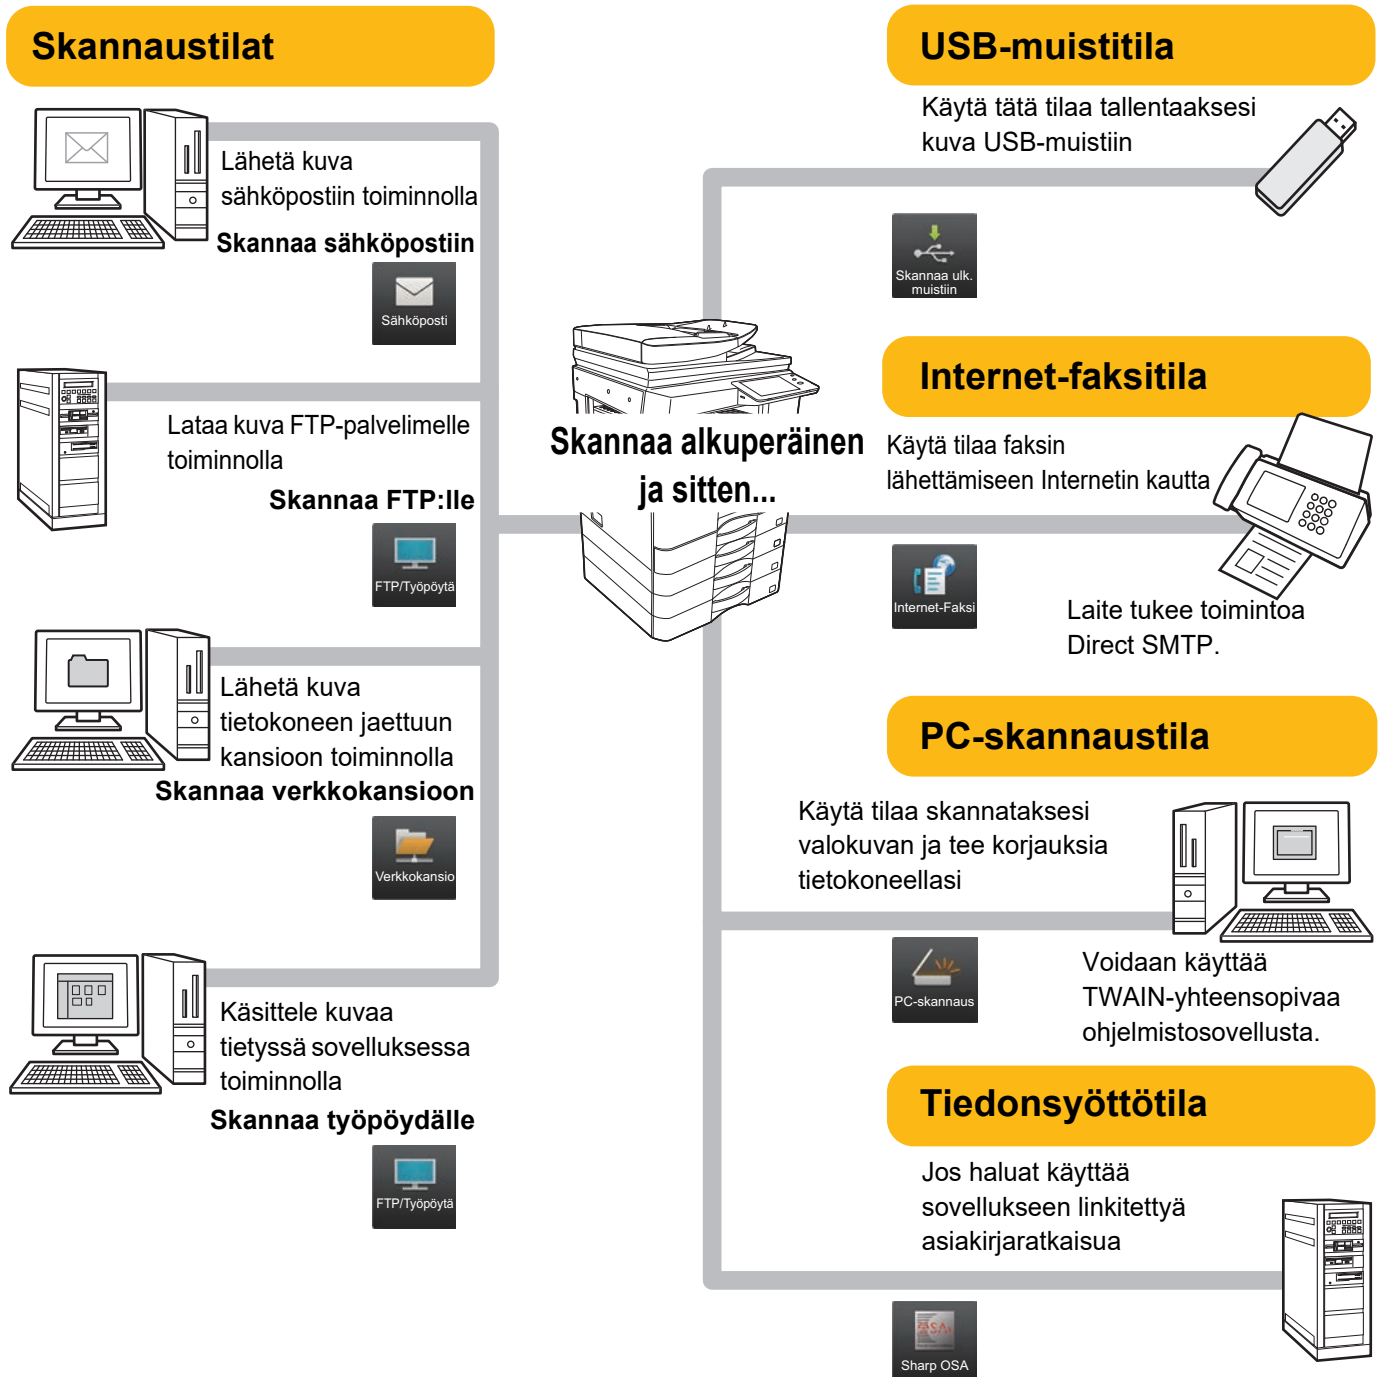 Skannaustilat
Lähetä kuva
sähköpostiin toiminnolla
Skannaa sähköpostiin
Sähköposti
Lataa kuva FTP-palvelimelle
toiminnolla
Skannaa FTP:lle
FTP/Työpöytä
Lähetä kuva
tietokoneen jaettuun
kansioon toiminnolla
Skannaa verkkokansioon
Verkkokansio
Käsittele kuvaa
tietyssä sovelluksessa
toiminnolla
Skannaa työpöydälle
FTP/Työpöytä
Skannaa alkuperäinen
ja sitten...
USB-muistitila
Käytä tätä tilaa tallentaaksesi
kuva USB-muistiin
Skannaa ulk.
muistiin
Internet-faksitila
Käytä tilaa faksin
lähettämiseen Internetin kautta
Internet-Faksi
Laite tukee toimintoa
Direct SMTP.
PC-skannaustila
Käytä tilaa skannataksesi
valokuvan ja tee korjauksia
tietokoneellasi
PC-skannaus
Voidaan käyttää
TWAIN-yhteensopivaa
ohjelmistosovellusta.
Tiedonsyöttötila
Jos haluat käyttää
sovellukseen linkitettyä
asiakirjaratkaisua
Sharp OSA